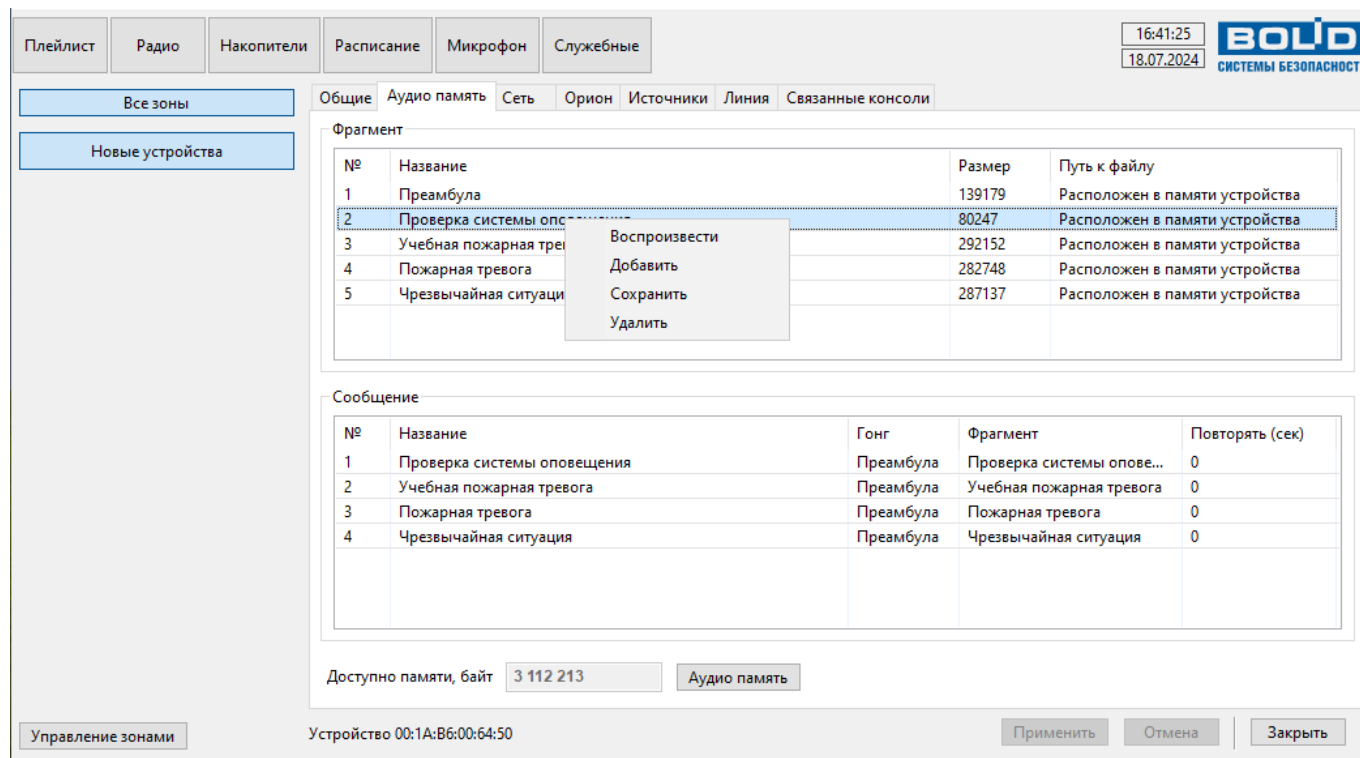 Плейлист Радио Накопители Расписание Микрофон Служебные 16:41:25 BOLID
18.07.2024 СИСТЕМЫ БЕЗОПАСНОСТ
Все зоны
Новые устройства
Общие Аудио память Сеть Орион Источники Линия Связанные консоли
Фрагмент
№ Название Размер Путь к файлу
1 Преамбула 139179 Расположен в памяти устройства
2 Проверка системы оповещения 80247 Расположен в памяти устройства
3 Учебная пожарная тре 292152 Расположен в памяти устройства
4 Пожарная тревога 282748 Расположен в памяти устройства
5 Чрезвычайная ситуаци 287137 Расположен в памяти устройства
Воспроизвести
Добавить
Сохранить
Удалить
Сообщение
№ Название Гонг Фрагмент Повторять (сек)
1 Проверка системы оповещения Преамбула Проверка системы опове... 0
2 Учебная пожарная тревога Преамбула Учебная пожарная тревога 0
3 Пожарная тревога Преамбула Пожарная тревога 0
4 Чрезвычайная ситуация Преамбула Чрезвычайная ситуация 0
Доступно памяти, байт 3 112 213 Аудио память
Управление зонами Устройство 00:1A:B6:00:64:50 Применить Отмена Закрыть